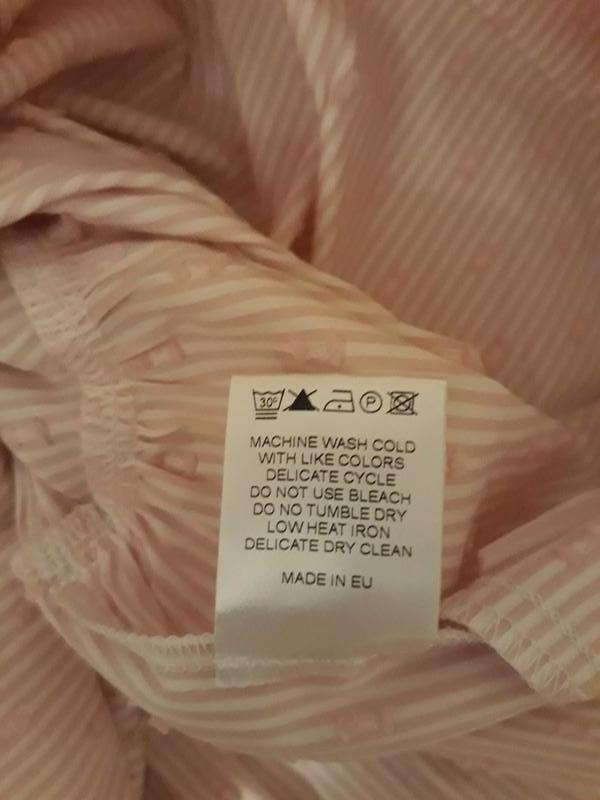 30° P
MACHINE WASH COLD
WITH LIKE COLORS
DELICATE CYCLE
DO NOT USE BLEACH
DO NO TUMBLE DRY
LOW HEAT IRON
DELICATE DRY CLEAN
MADE IN EU